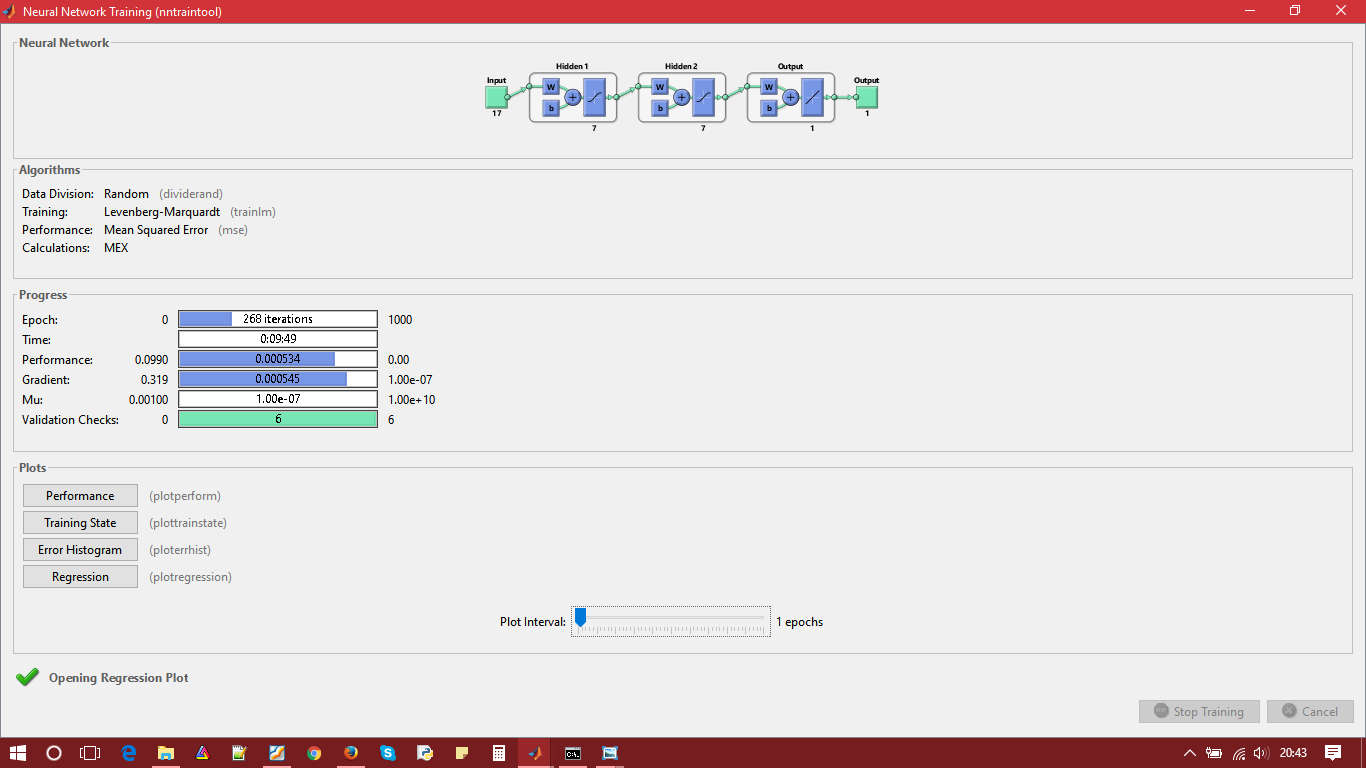 Neural Network Training (nntraintool)
Neural Network
Hidden 1 Hidden 2 Output
Input Output
W W W
b b b
17 1
7 7 1
Algorithms
Data Division: Random (dividerand)
Training: Levenberg-Marquardt (trainlm)
Performance: Mean Squared Error (mse)
Calculations: MEX
Progress
Epoch: 0 268 iterations 1000
Time: 0:09:49
Performance: 0.0990 0.000534 0.00
Gradient: 0.319 0.000545 1.00e-07
Mu: 0.00100 1.00e-07 1.00e+10
Validation Checks: 0 6 6
Plots
Performance (plotperform)
Training State (plottrainstate)
Error Histogram (ploterrhist)
Regression (plotregression)
Plot Interval: 1 epochs
Opening Regression Plot
Stop Training Cancel
20:43